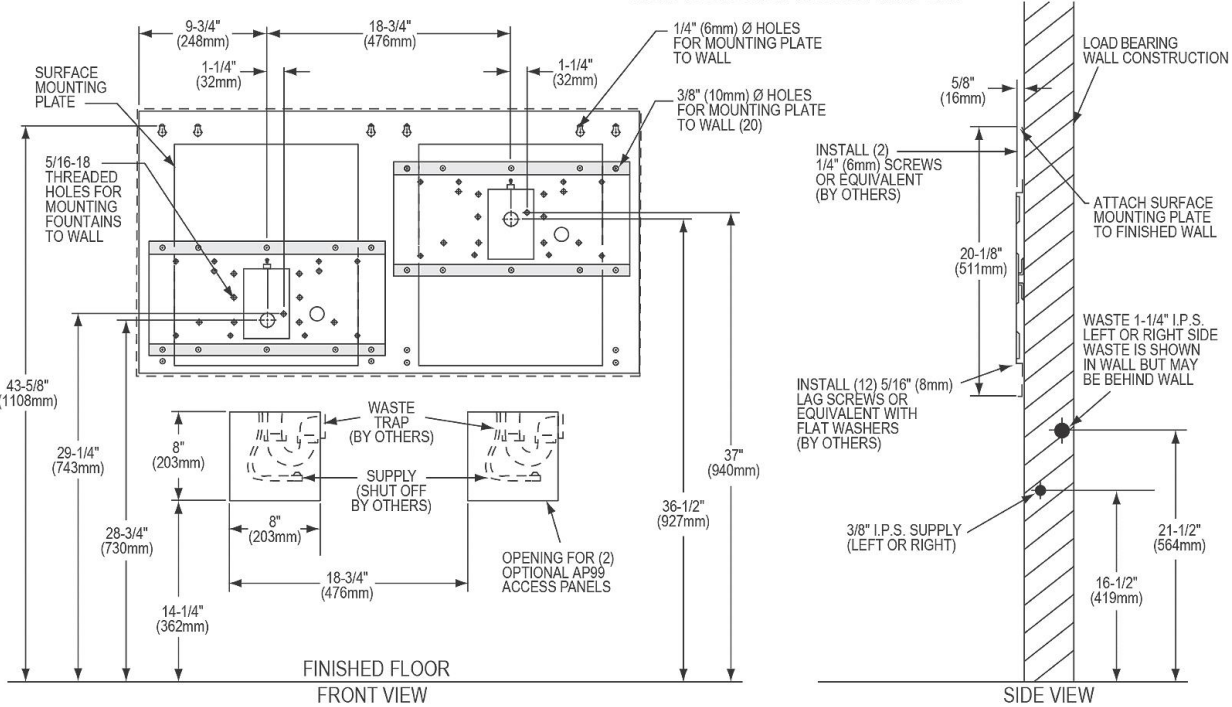 9-3/4"
(248mm)
18-3/4"
(476mm)
1-1/4"
(32mm)
1-1/4"
(32mm)
1/4" (6mm) Ø HOLES
FOR MOUNTING PLATE
TO WALL
3/8" (10mm) Ø HOLES
FOR MOUNTING PLATE
TO WALL (20)
SURFACE
MOUNTING
PLATE
5/16-18
THREADED
HOLES FOR
MOUNTING
FOUNTAINS
TO WALL
43-5/8"
(1108mm)
29-1/4"
(743mm)
28-3/4"
(730mm)
8"
(203mm)
WASTE
TRAP
(BY OTHERS)
SUPPLY
(SHUT OFF
BY OTHERS)
8"
(203mm)
18-3/4"
(476mm)
14-1/4"
(362mm)
OPENING FOR (2)
OPTIONAL AP99
ACCESS PANELS
36-1/2"
(927mm)
37"
(940mm)
FINISHED FLOOR
FRONT VIEW
LOAD BEARING
WALL CONSTRUCTION
5/8"
(16mm)
INSTALL (2)
1/4" (6mm) SCREWS
OR EQUIVALENT
(BY OTHERS)
ATTACH SURFACE
MOUNTING PLATE
TO FINISHED WALL
20-1/8"
(511mm)
WASTE 1-1/4" I.P.S.
LEFT OR RIGHT SIDE
WASTE IS SHOWN
IN WALL BUT MAY
BE BEHIND WALL
INSTALL (12) 5/16" (8mm)
LAG SCREWS OR
EQUIVALENT WITH
FLAT WASHERS
(BY OTHERS)
3/8" I.P.S. SUPPLY
(LEFT OR RIGHT)
21-1/2"
(564mm)
16-1/2"
(419mm)
SIDE VIEW